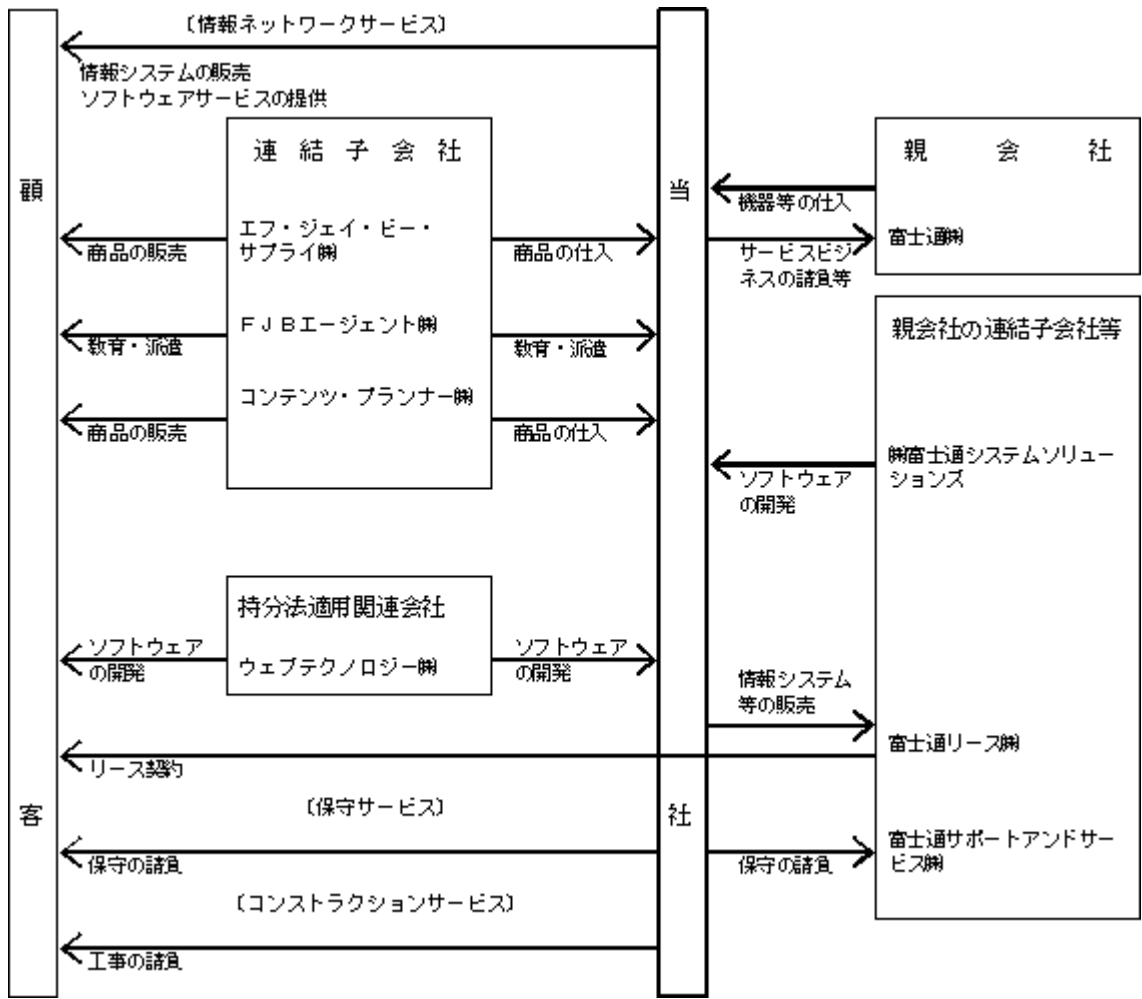 〔情報ネットワークサービス〕
情報システムの販売
ソフトウェアサービスの提供
顧
客
当
社
連結子会社
エフ・ジェイ・ビー・
サプライ㈱
商品の販売
商品の仕入
FJBエージェント㈱
教育・派遣
教育・派遣
コンテンツ・プランナー㈱
商品の販売
商品の仕入
持分法適用関連会社
ウェブテクノロジー㈱
ソフトウェア
の開発
ソフトウェア
の開発
親会社
富士通㈱
機器等の仕入
サービスビジ
ネスの請負等
親会社の連結子会社等
㈱富士通システムソリュー
ションズ
ソフトウェア
の開発
情報システム
等の販売
富士通リース㈱
リース契約
〔保守サービス〕
保守の請負
保守の請負
富士通サポートアンドサー
ビス㈱
〔コンストラクションサービス〕
工事の請負